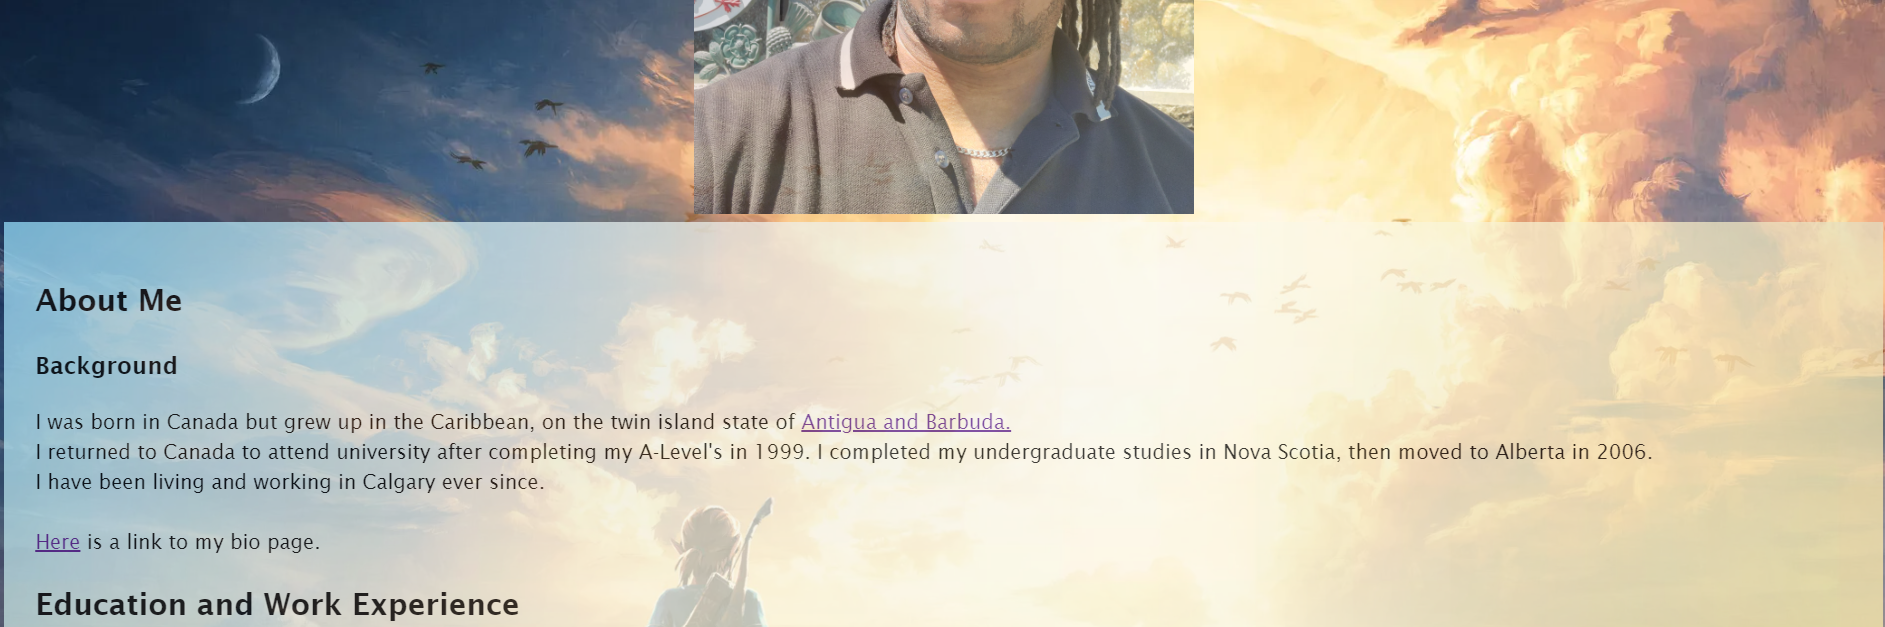 About Me
Background
I was born in Canada but grew up in the Caribbean, on the twin island state of Antigua and Barbuda.
I returned to Canada to attend university after completing my A-Level's in 1999. I completed my undergraduate studies in Nova Scotia, then moved to Alberta in 2006.
I have been living and working in Calgary ever since.
Here is a link to my bio page.
Education and Work Experience